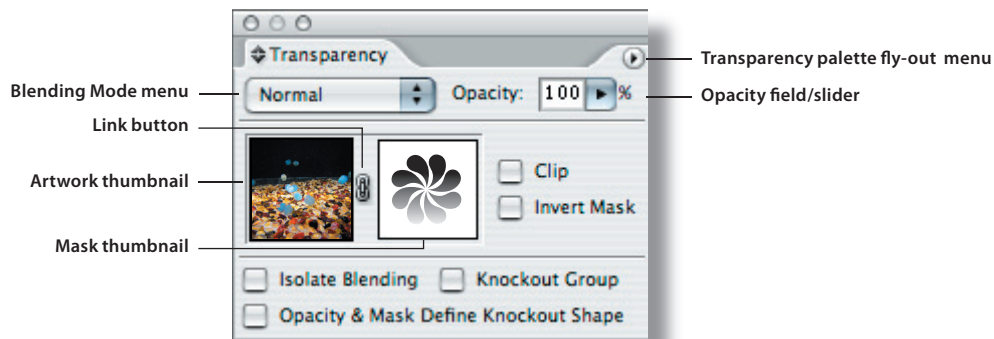 Transparency
Transparency palette fly-out menu
Blending Mode menu
Normal
Opacity: 100 %
Opacity field/slider
Link button
Artwork thumbnail
Clip
Invert Mask
Mask thumbnail
Isolate Blending
Knockout Group
Opacity & Mask Define Knockout Shape